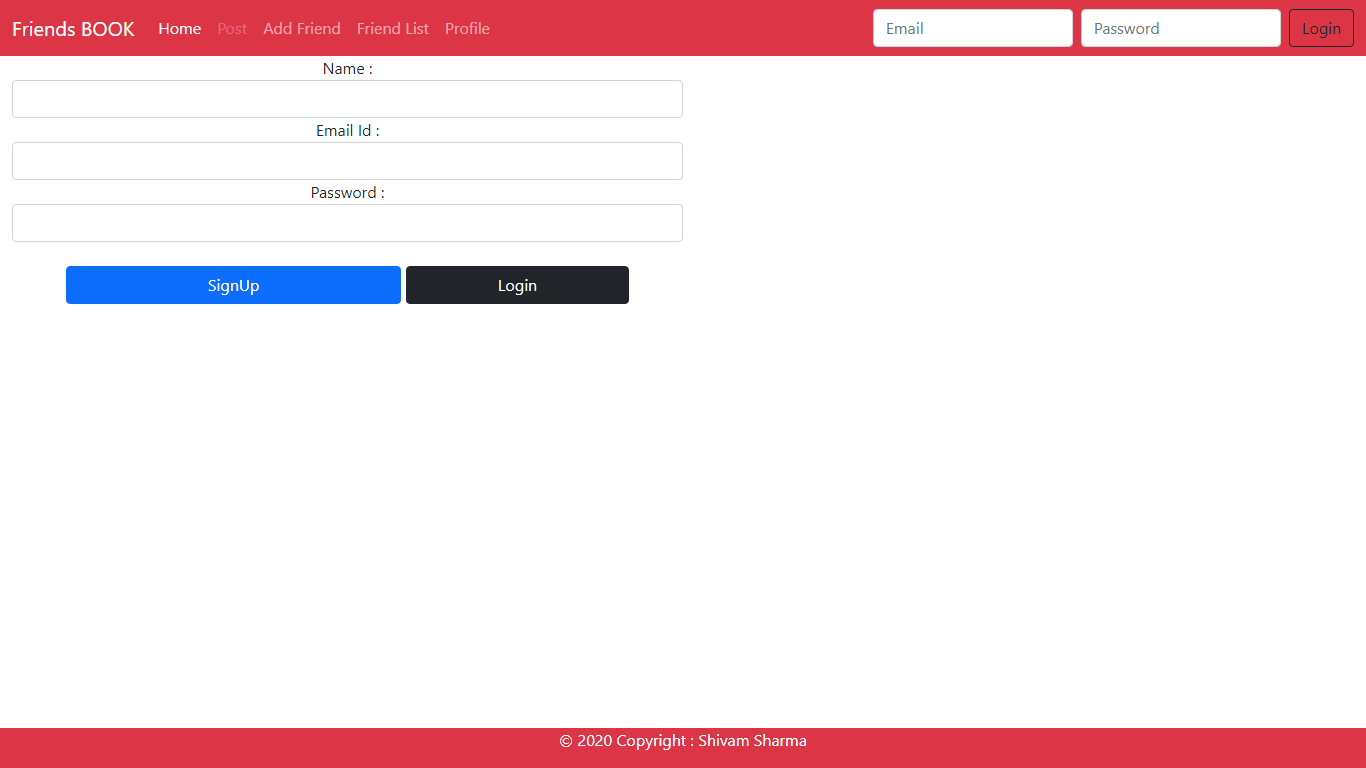 Friends BOOK Home Post Add Friend Friend List Profile Email Password Login
Name :
Email Id :
Password :
SignUp Login
© 2020 Copyright : Shivam Sharma